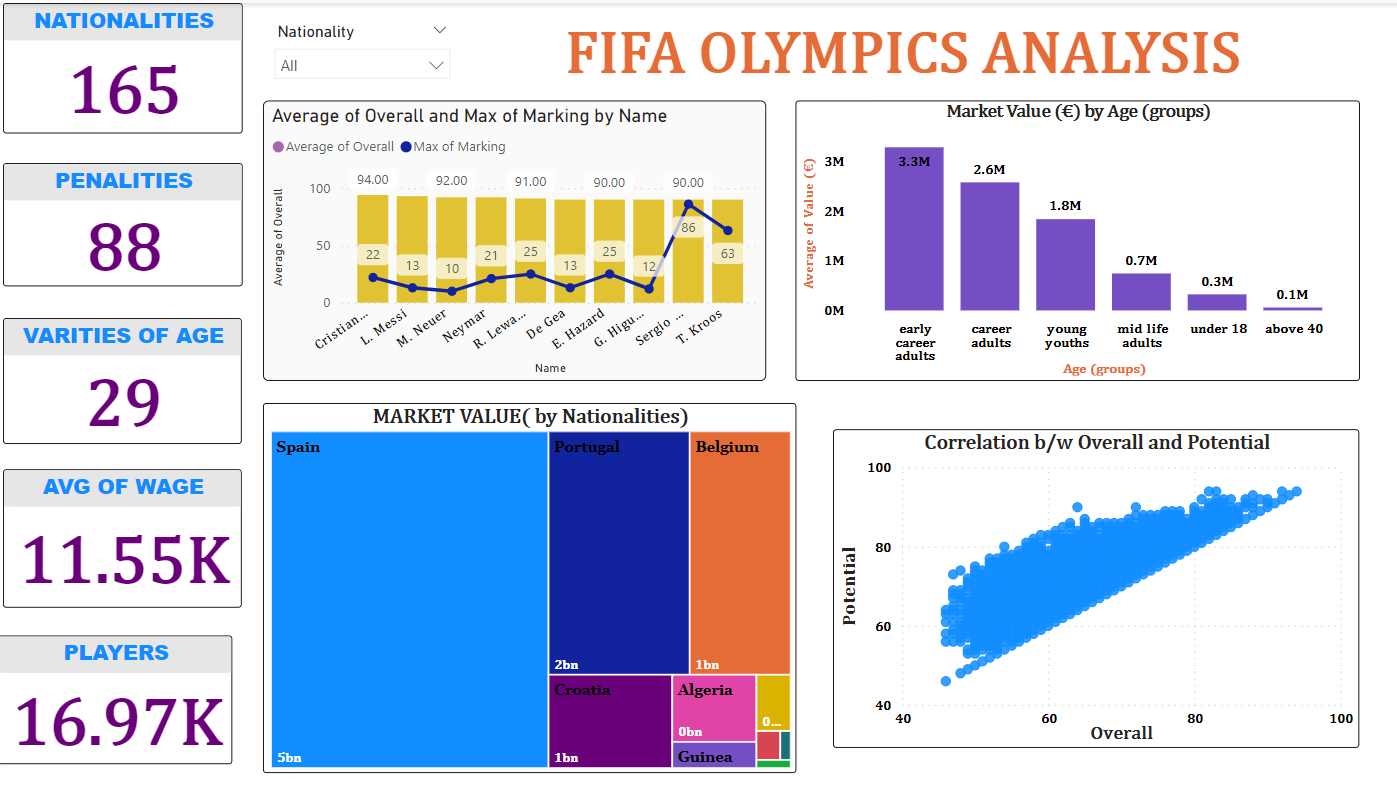 NATIONALITIES
165
PENALITIES
88
VARITIES OF AGE
29
AVG OF WAGE
11.55K
PLAYERS
16.97K
Nationality
All
FIFA OLYMPICS ANALYSIS
Average of Overall and Max of Marking by Name
Average of Overall Max of Marking
Average of Overall
100
50
0
94.00 92.00 91.00 90.00 90.00
22 13 10 21 25 13 25 12 86 63
Cristian... L. Messi M. Neuer Neymar R. Lewa... De Gea E. Hazard G. Higu... Sergio ... T. Kroos
Name
Market Value (€) by Age (groups)
Average of Value (€)
3M
2M
1M
0M
3.3M 2.6M 1.8M 0.7M 0.3M 0.1M
early career adults
career adults
young youths
mid life adults
under 18
above 40
Age (groups)
MARKET VALUE( by Nationalities)
Spain
5bn
Portugal
2bn
Belgium
1bn
Croatia
1bn
Algeria
0bn
Guinea
0...
Correlation b/w Overall and Potential
Potential
100
80
60
40
40 60 80 100
Overall